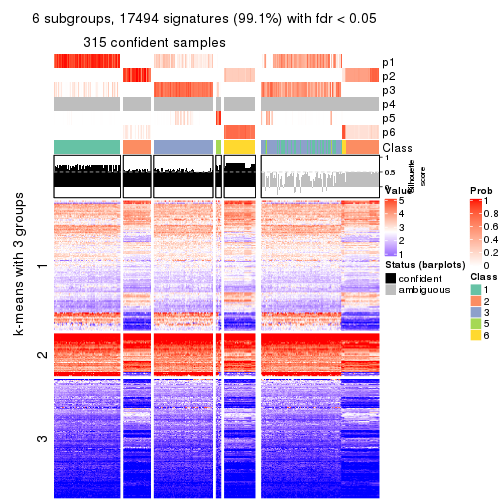 6 subgroups, 17494 signatures (99.1%) with fdr < 0.05
315 confident samples
p1
p2
p3
p4
p5
p6
Class
1
0.5
0
Silhouette
score
k-means with 3 groups
1
2
3
Value
5
4
3
2
1
Status (barplots)
confident
ambiguous
Prob
1
0.8
0.6
0.4
0.2
0
Class
1
2
3
5
6